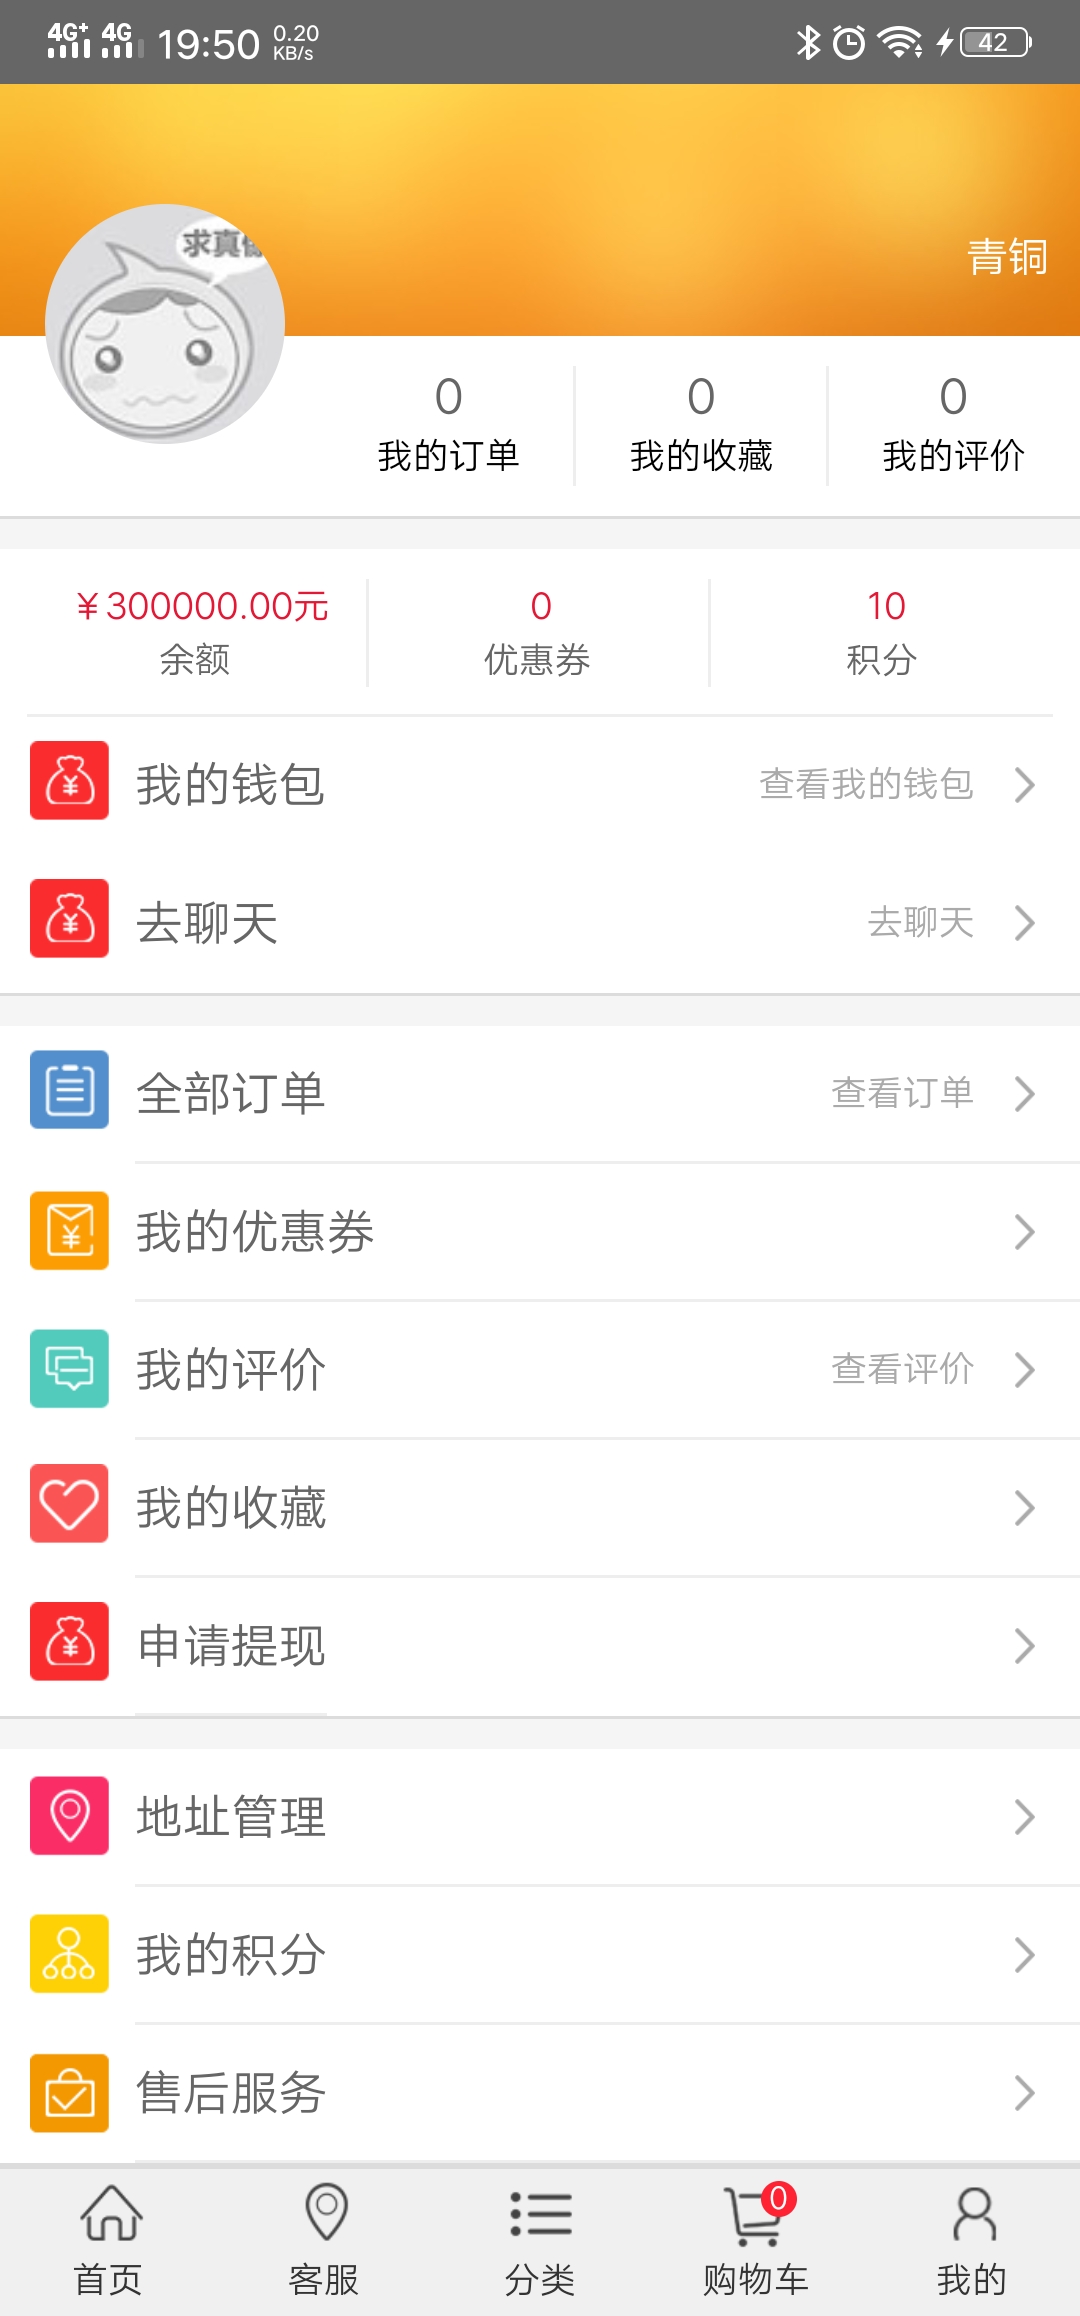 4G+ 4G 19:50 0.20 KB/s 42
求真
青铜
0 0 0
我的订单 我的收藏 我的评价
¥300000.00元 0 10
余额 优惠券 积分
我的钱包 查看我的钱包
去聊天 去聊天
全部订单 查看订单
我的优惠券
我的评价 查看评价
我的收藏
申请提现
地址管理
我的积分
售后服务
0
首页 客服 分类 购物车 我的